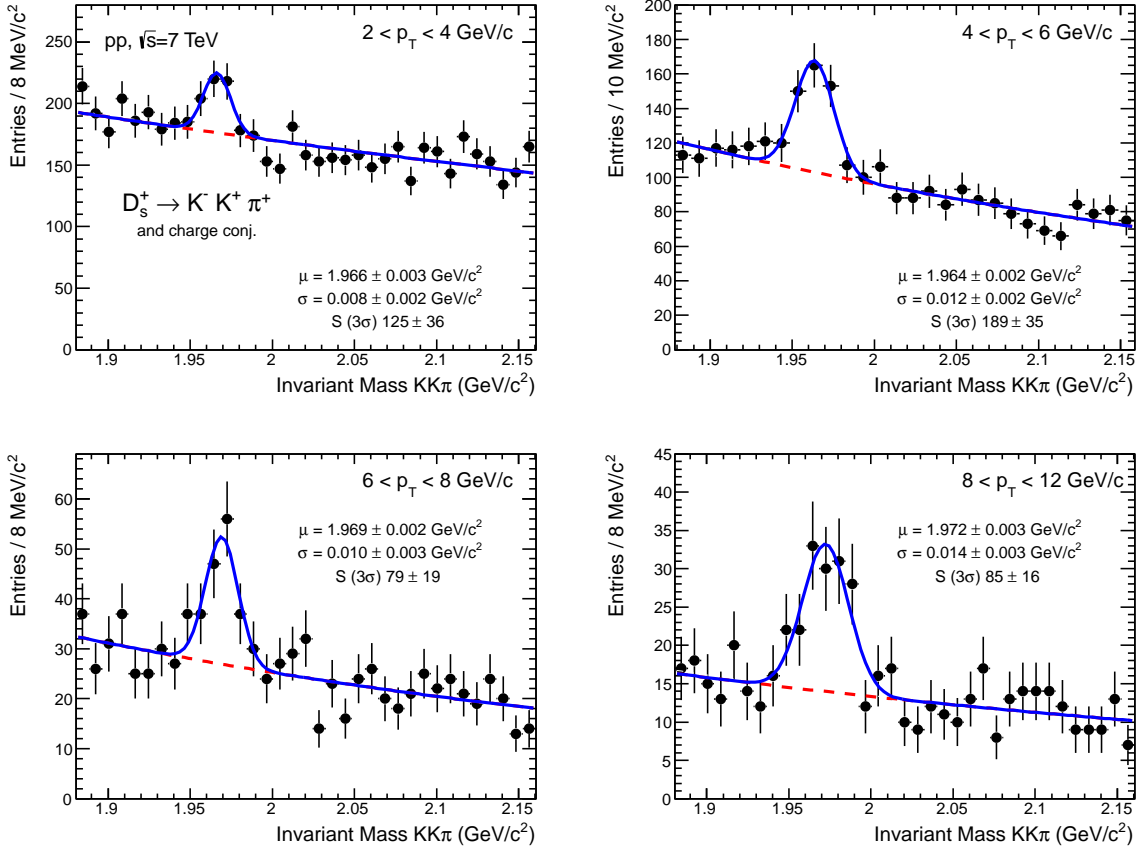 Entries / 8 MeV/c²
250
200
150
100
50
0
pp, √s=7 TeV
2 < p_T < 4 GeV/c
D_s⁺ → K⁻ K⁺ π⁺
and charge conj.
μ = 1.966 ± 0.003 GeV/c²
σ = 0.008 ± 0.002 GeV/c²
S (3σ) 125 ± 36
1.9 1.95 2 2.05 2.1 2.15
Invariant Mass KKπ (GeV/c²)
Entries / 10 MeV/c²
200
180
160
140
120
100
80
60
40
20
0
4 < p_T < 6 GeV/c
μ = 1.964 ± 0.002 GeV/c²
σ = 0.012 ± 0.002 GeV/c²
S (3σ) 189 ± 35
1.9 1.95 2 2.05 2.1 2.15
Invariant Mass KKπ (GeV/c²)
Entries / 8 MeV/c²
60
50
40
30
20
10
0
6 < p_T < 8 GeV/c
μ = 1.969 ± 0.002 GeV/c²
σ = 0.010 ± 0.003 GeV/c²
S (3σ) 79 ± 19
1.9 1.95 2 2.05 2.1 2.15
Invariant Mass KKπ (GeV/c²)
Entries / 8 MeV/c²
45
40
35
30
25
20
15
10
5
0
8 < p_T < 12 GeV/c
μ = 1.972 ± 0.003 GeV/c²
σ = 0.014 ± 0.003 GeV/c²
S (3σ) 85 ± 16
1.9 1.95 2 2.05 2.1 2.15
Invariant Mass KKπ (GeV/c²)